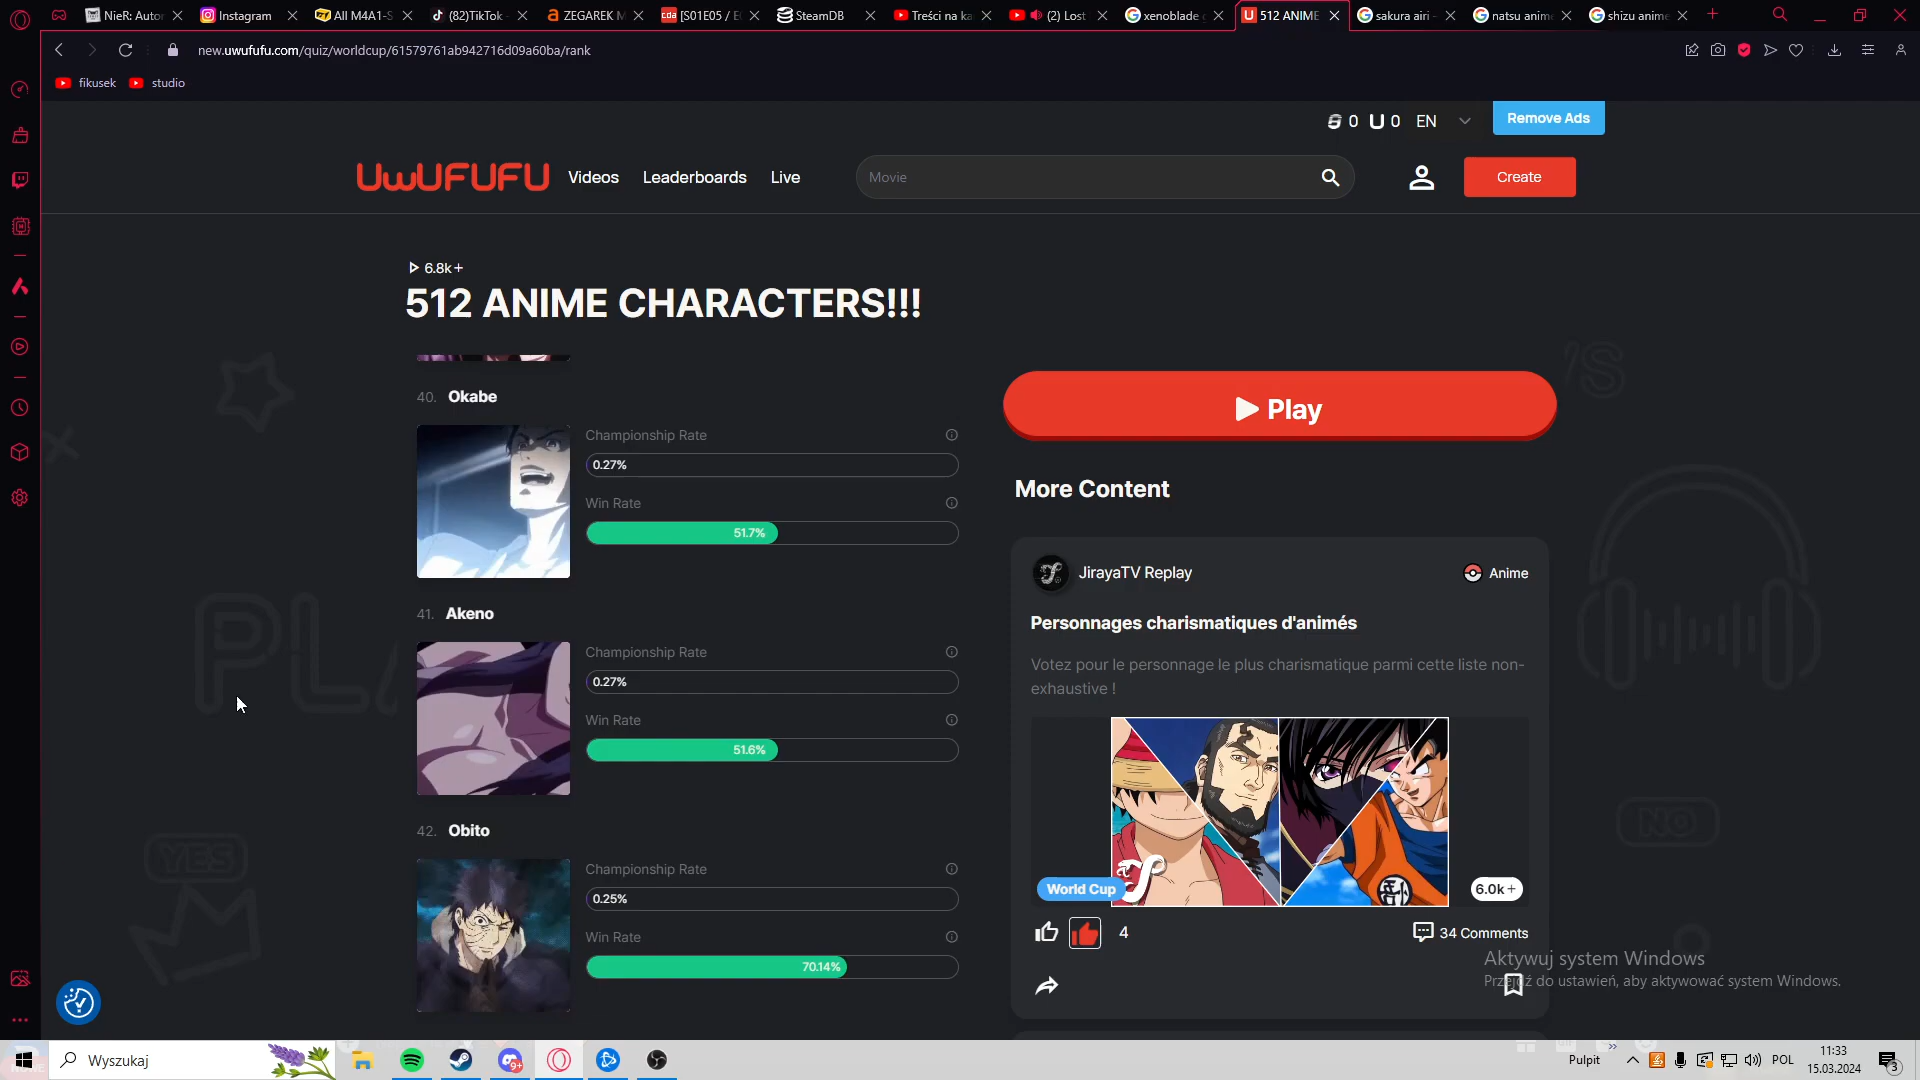 NieR: Autor
Instagram
All M4A1-S
(82)TikTok -
ZEGAREK M
cda [S01E05 /
SteamDB
Treści na ka
(2) Lost
xenoblade
512 ANIME
sakura airi -
natsu anim
shizu anime
new.uwufufu.com/quiz/worldcup/61579761ab942716d09a60ba/rank
fikusek
studio
0 0 EN
Remove Ads
UwUFUFU
Videos
Leaderboards
Live
Movie
Create
6.8k+
512 ANIME CHARACTERS!!!
40. Okabe
Championship Rate
0.27%
Win Rate
51.7%
41. Akeno
Championship Rate
0.27%
Win Rate
51.6%
42. Obito
Championship Rate
0.25%
Win Rate
70.14%
Play
More Content
JirayaTV Replay
Anime
Personnages charismatiques d'animés
Votez pour le personnage le plus charismatique parmi cette liste non-
exhaustive !
World Cup
6.0k+
4
34 Comments
YES
NO
Aktywuj system Windows
Przejdź do ustawień, aby aktywować system Windows.
Wyszukaj
9+
Pulpit
POL
11:33
15.03.2024
3